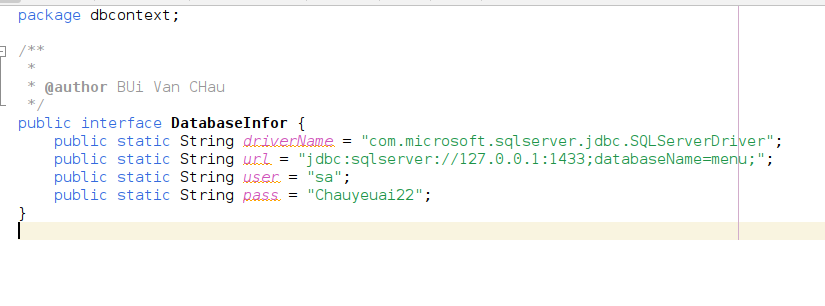 package dbcontext;
/**
 *
 * @author BUi Van CHau
 */
public interface DatabaseInfor {
    public static String driverName = "com.microsoft.sqlserver.jdbc.SQLServerDriver";
    public static String url = "jdbc:sqlserver://127.0.0.1:1433;databaseName=menu;";
    public static String user = "sa";
    public static String pass = "Chauyeuai22";
}